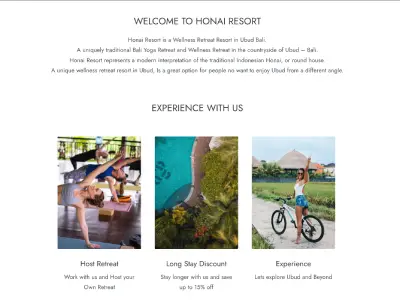 WELCOME TO HONAI RESORT
Honai Resort is a Wellness Retreat Resort in Ubud Bali.
A uniquely traditional Bali Yoga Retreat and Wellness Retreat in the countryside of Ubud – Bali.
Honai Resort represents a modern interpretation of the traditional Indonesian Honai, or round house.
A unique wellness retreat resort in Ubud, Is a great option for people no want to enjoy Ubud from a different angle.
EXPERIENCE WITH US
Host Retreat
Work with us and Host your
Own Retreat
Long Stay Discount
Stay longer with us and save
up to 15% off
Experience
Lets explore Ubud and Beyond